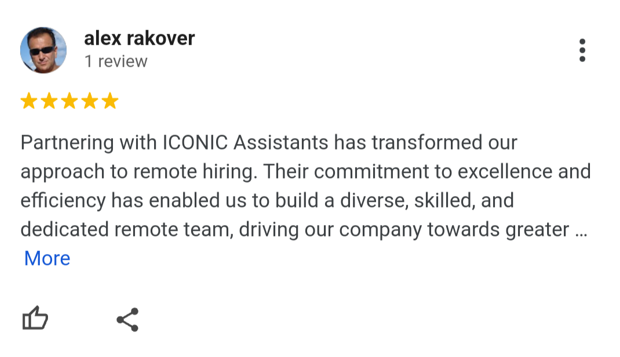 alex rakover
1 review
Partnering with ICONIC Assistants has transformed our
approach to remote hiring. Their commitment to excellence and
efficiency has enabled us to build a diverse, skilled, and
dedicated remote team, driving our company towards greater ...
More